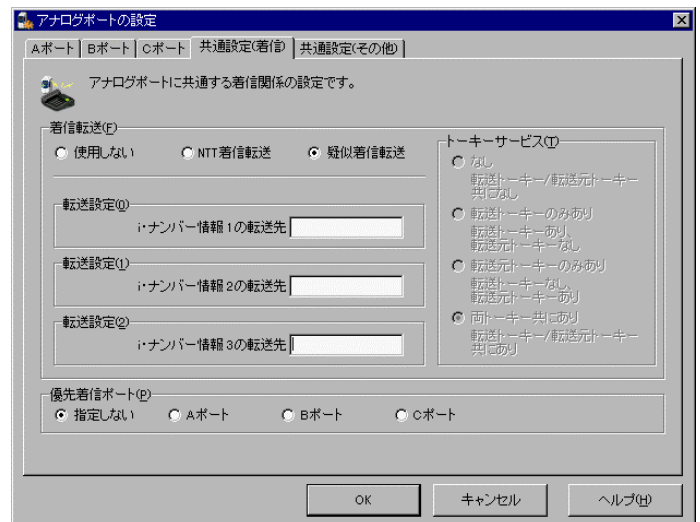 アナログポートの設定
Aポート Bポート Cポート 共通設定(着信) 共通設定(その他)
アナログポートに共通する着信関係の設定です。
着信転送(F)
使用しない NTT着信転送 疑似着信転送
転送設定(0)
i・ナンバー情報1の転送先
転送設定(1)
i・ナンバー情報2の転送先
転送設定(2)
i・ナンバー情報3の転送先
トーキーサービス(T)
なし
転送トーキー/転送元トーキー
共になし
転送トーキーのみあり
転送トーキーあり、
転送元トーキーなし
転送元トーキーのみあり
転送トーキーなし、
転送元トーキーあり
両トーキー共にあり
転送トーキー/転送元トーキー
共にあり
優先着信ポート(P)
指定しない Aポート Bポート Cポート
OK キャンセル ヘルプ(H)